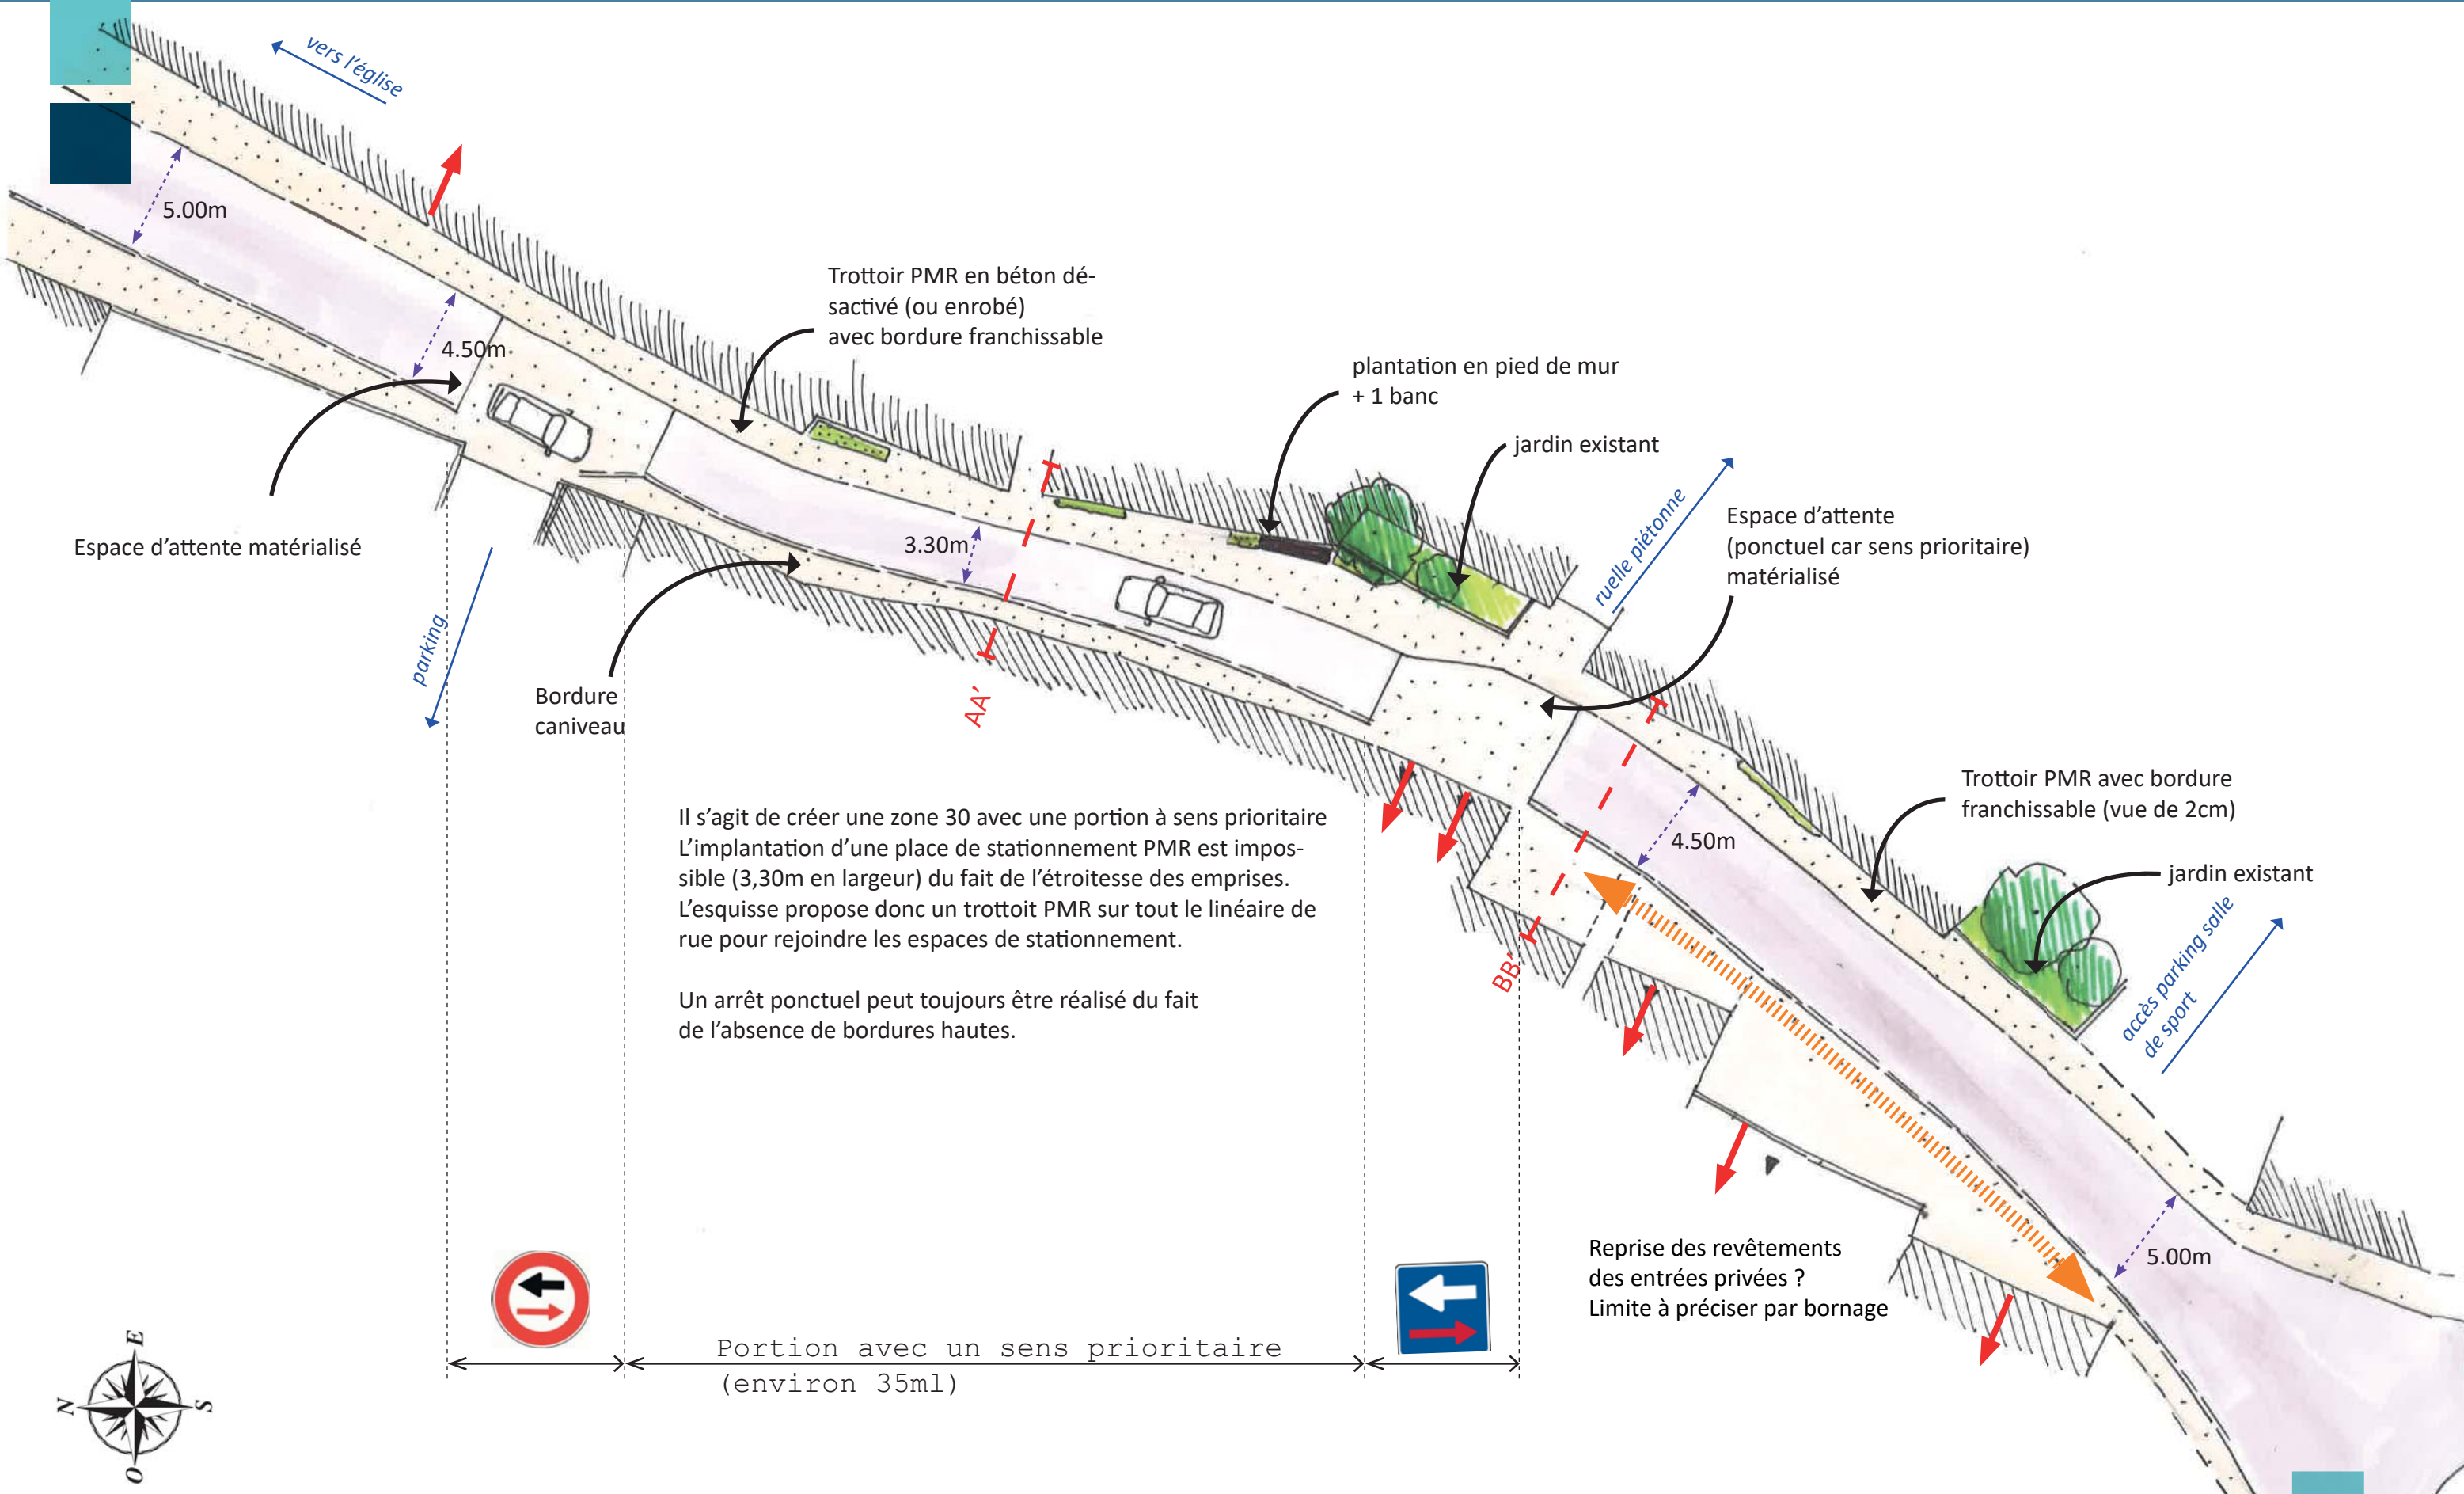 vers l'église
5.00m
4.50m
Trottoir PMR en béton dé-
sactivé (ou enrobé)
avec bordure franchissable
plantation en pied de mur
+ 1 banc
jardin existant
ruelle piétonne
Espace d'attente
(ponctuel car sens prioritaire)
matérialisé
Espace d'attente matérialisé
3.30m
parking
Bordure
caniveau
AA'
Il s'agit de créer une zone 30 avec une portion à sens prioritaire
L'implantation d'une place de stationnement PMR est impos-
sible (3,30m en largeur) du fait de l'étroitesse des emprises.
L'esquisse propose donc un trottoit PMR sur tout le linéaire de
rue pour rejoindre les espaces de stationnement.
Un arrêt ponctuel peut toujours être réalisé du fait
de l'absence de bordures hautes.
BB'
4.50m
Trottoir PMR avec bordure
franchissable (vue de 2cm)
jardin existant
accès parking salle
de sport
5.00m
Reprise des revêtements
des entrées privées ?
Limite à préciser par bornage
Portion avec un sens prioritaire
(environ 35ml)
E
N
S
O